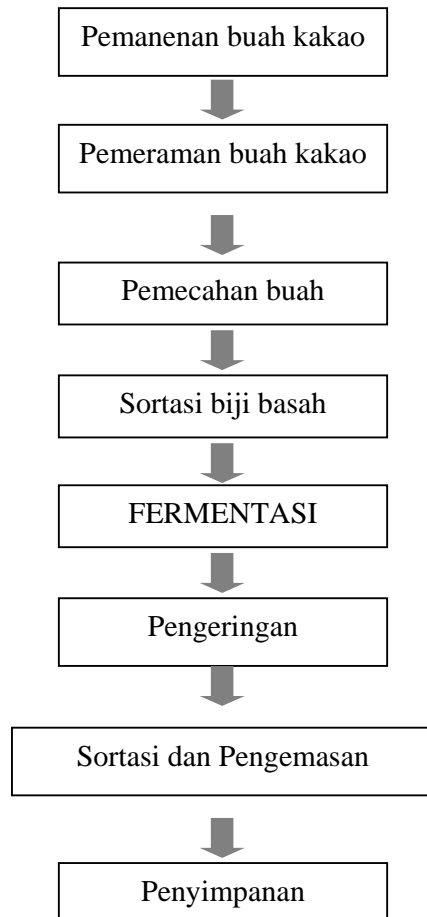 Pemanenan buah kakao
Pemeraman buah kakao
Pemecahan buah
Sortasi biji basah
FERMENTASI
Pengeringan
Sortasi dan Pengemasan
Penyimpanan